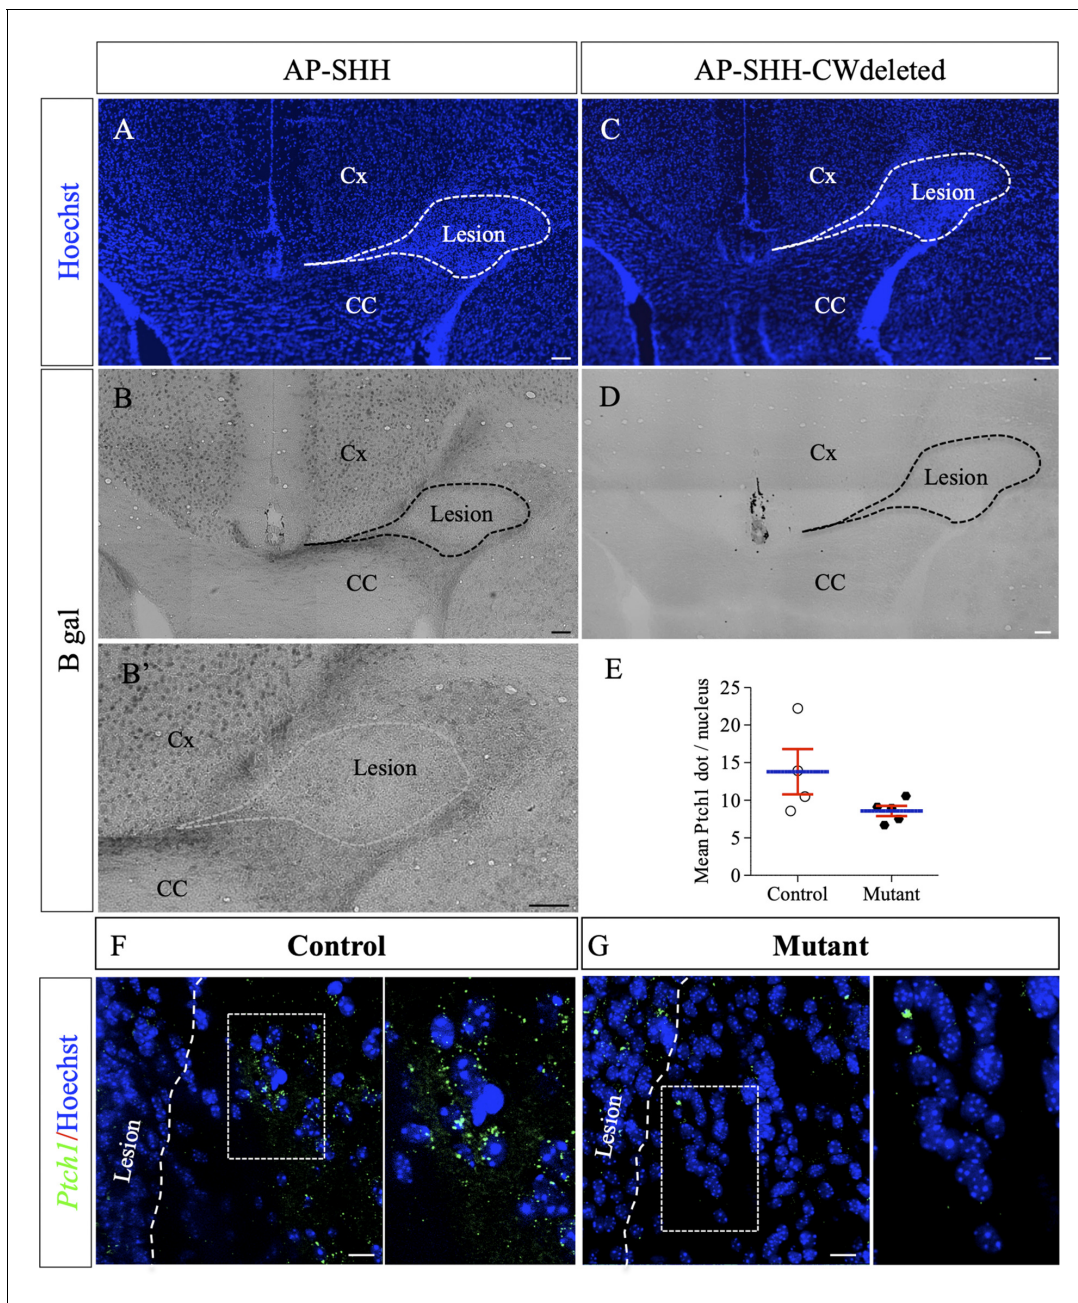 AP-SHH
AP-SHH-CWdeleted
Hoechst
A
Cx
Lesion
CC
C
Cx
Lesion
CC
B gal
B
Cx
Lesion
CC
D
Cx
Lesion
CC
B’
Cx
Lesion
CC
E
Mean Ptch1 dot / nucleus
25
20
15
10
5
0
Control
Mutant
F
Control
G
Mutant
Ptch1/Hoechst
Lesion
Lesion